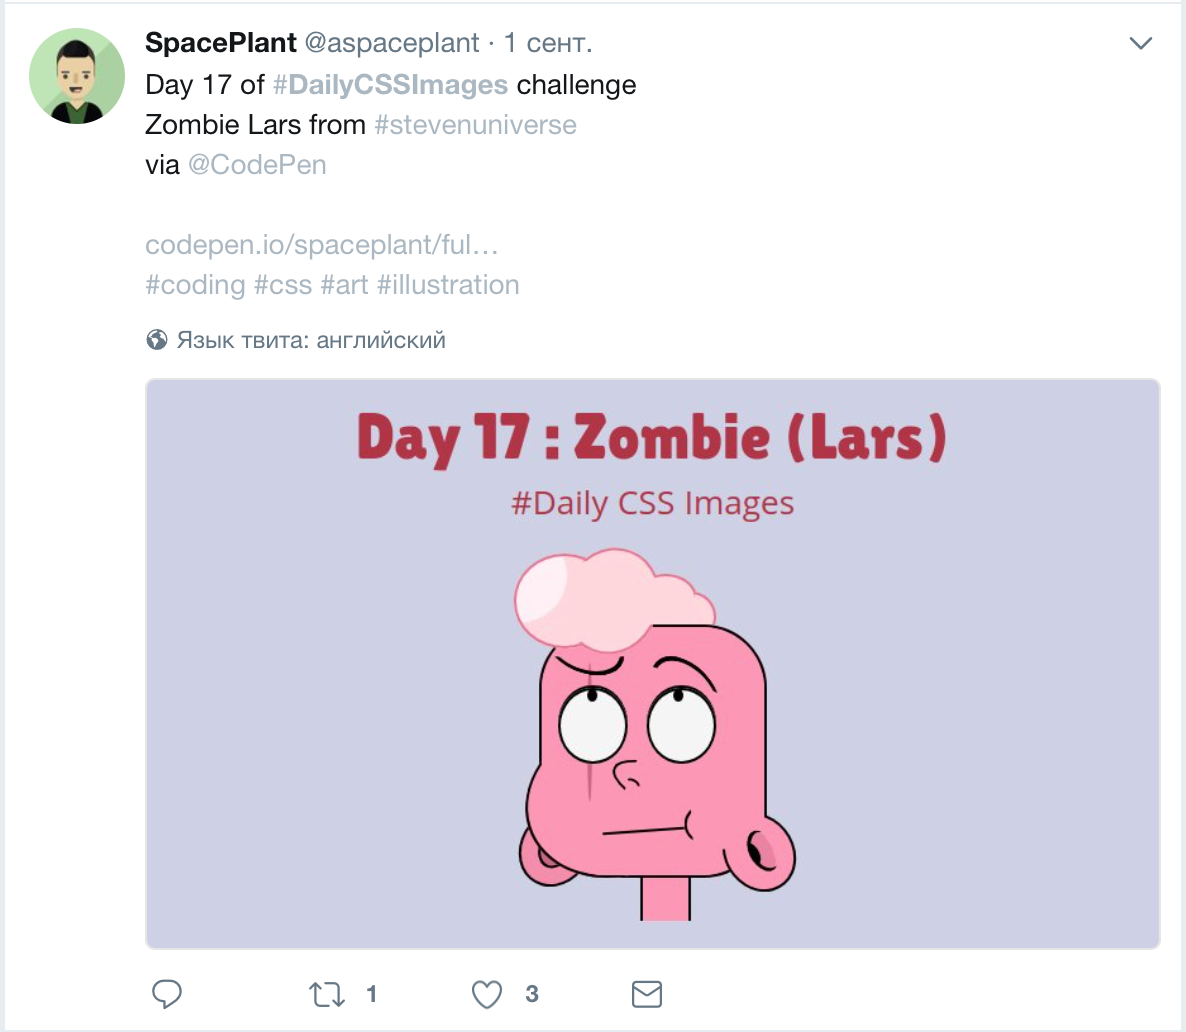 SpacePlant @aspaceplant · 1 сент.
Day 17 of #DailyCSSImages challenge
Zombie Lars from #stevenuniverse
via @CodePen
codepen.io/spaceplant/ful…
#coding #css #art #illustration
Язык твита: английский
Day 17 : Zombie (Lars)
#Daily CSS Images
1
3